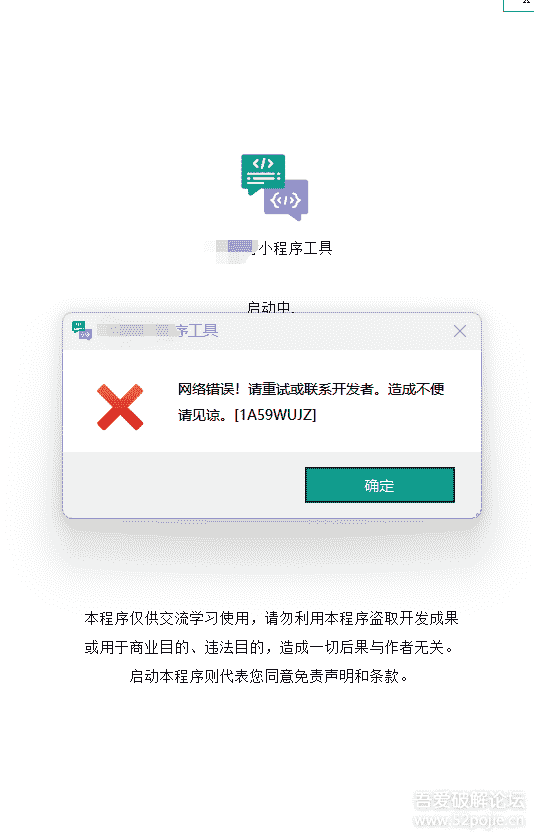 小程序工具
启动中.
序工具
网络错误！请重试或联系开发者。造成不便
请见谅。[1A59WUJZ]
确定
本程序仅供交流学习使用，请勿利用本程序盗取开发成果
或用于商业目的、违法目的，造成一切后果与作者无关。
启动本程序则代表您同意免责声明和条款。
吾爱破解论坛
www.52pojie.cn